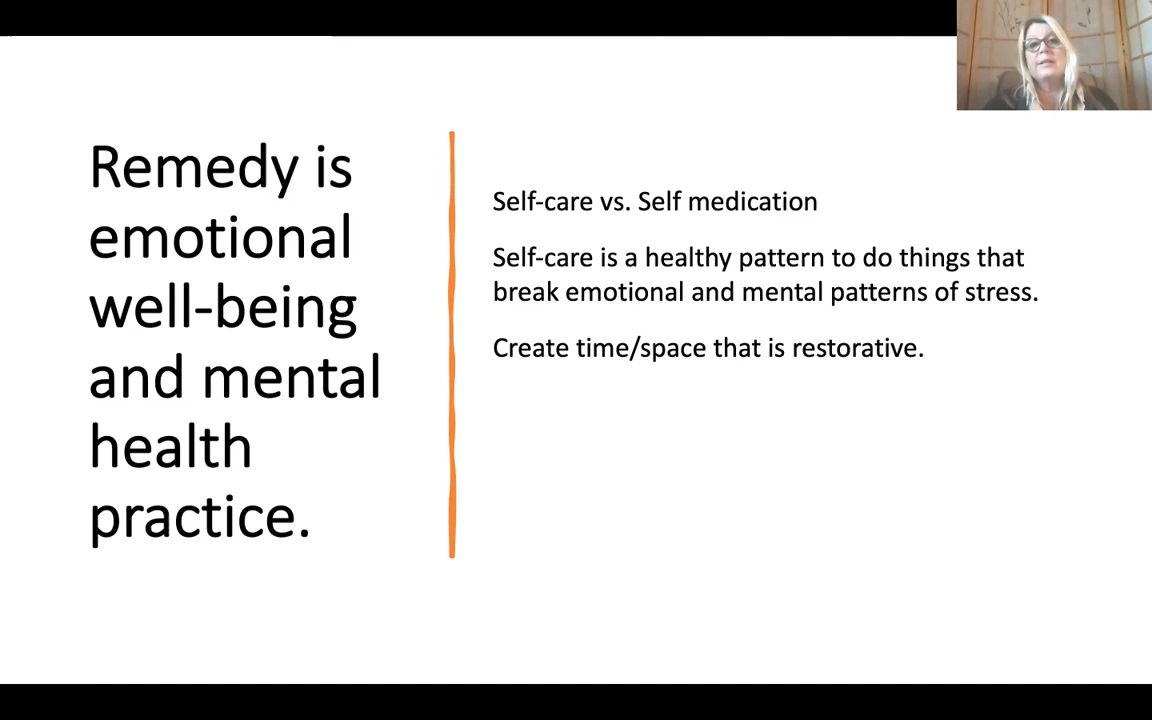 Remedy is
emotional
well-being
and mental
health
practice.
Self-care vs. Self medication
Self-care is a healthy pattern to do things that
break emotional and mental patterns of stress.
Create time/space that is restorative.